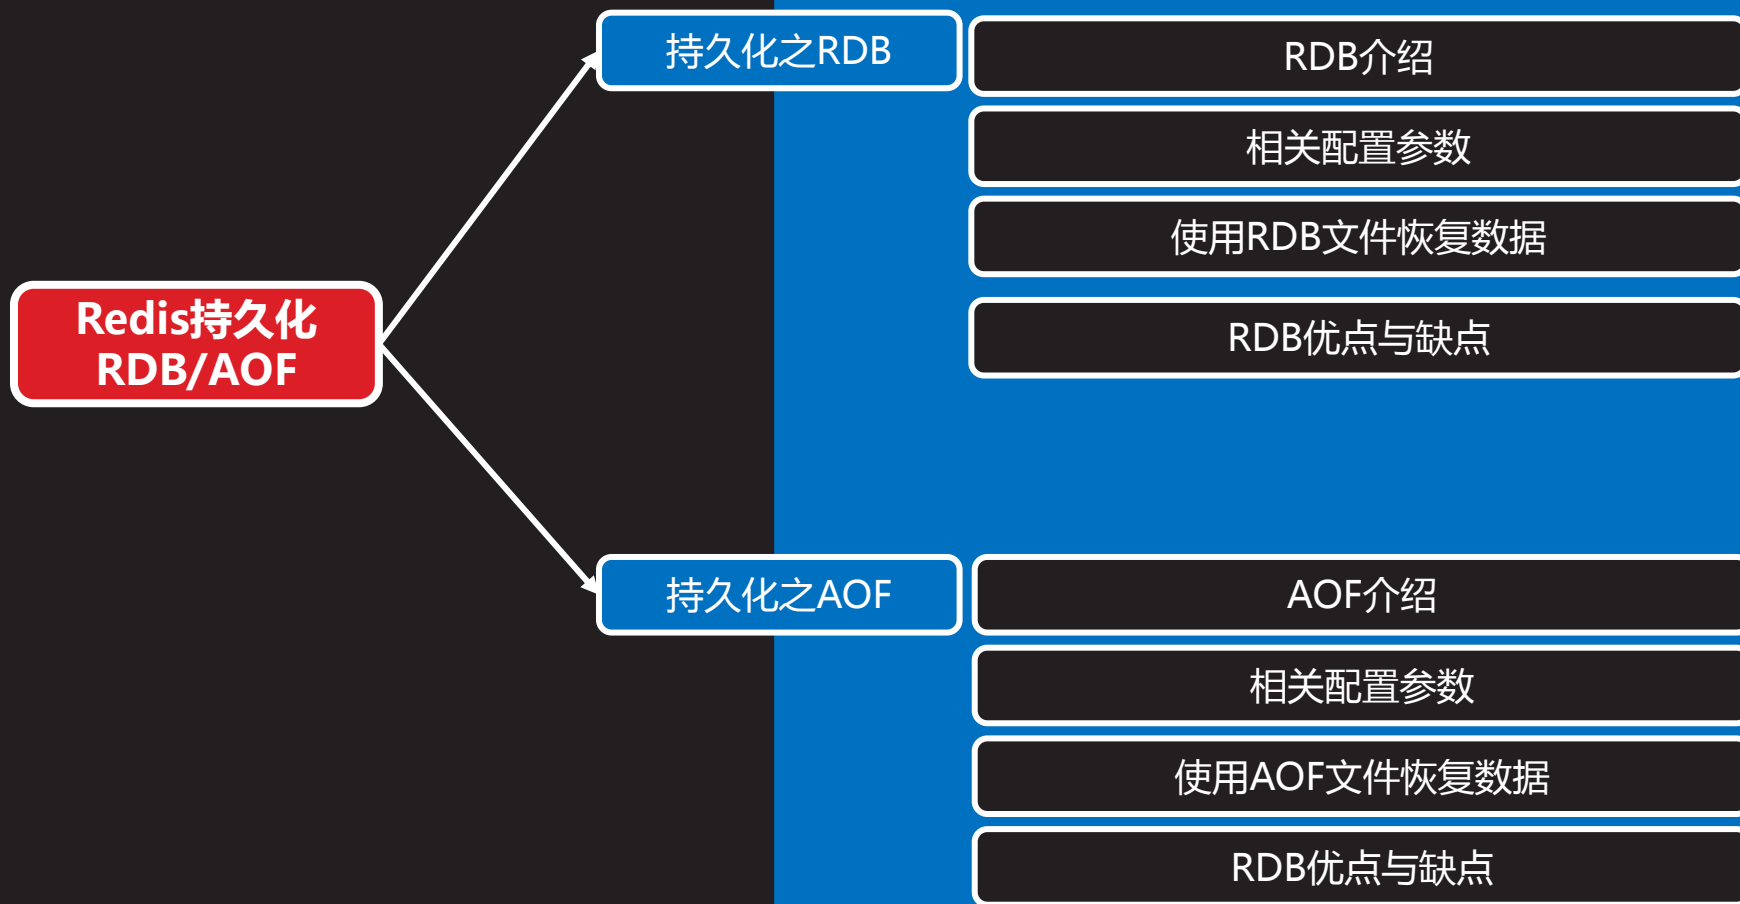 Redis持久化
RDB/AOF
持久化之RDB
RDB介绍
相关配置参数
使用RDB文件恢复数据
RDB优点与缺点
持久化之AOF
AOF介绍
相关配置参数
使用AOF文件恢复数据
RDB优点与缺点